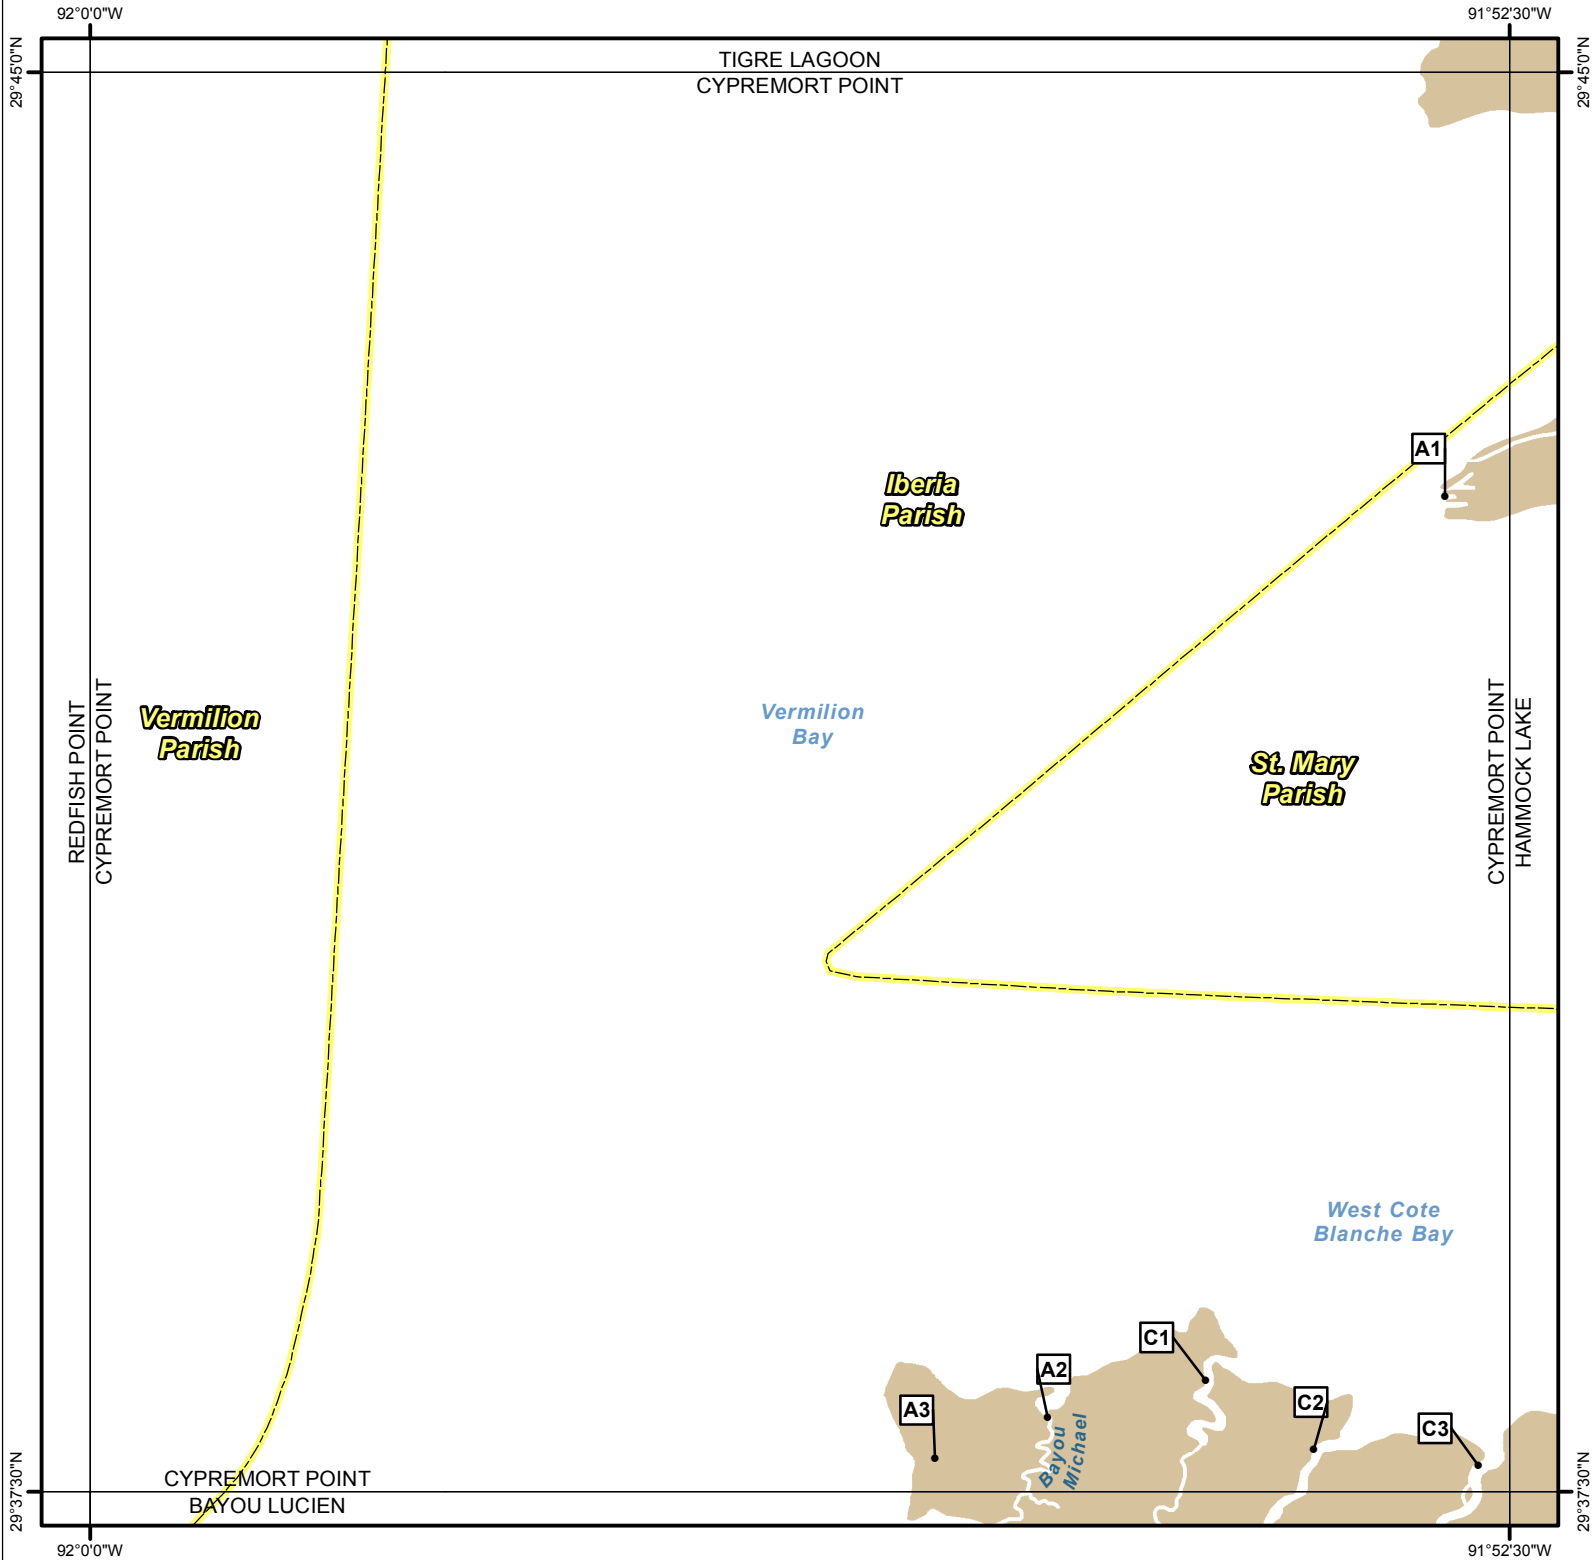 92°0'0"W
91°52'30"W
29°45'0"N
29°45'0"N
TIGRE LAGOON
CYPREMORT POINT
A1
Iberia
Parish
REDFISH POINT
CYPREMORT POINT
Vermilion
Parish
Vermilion
Bay
St. Mary
Parish
CYPREMORT POINT
HAMMOCK LAKE
West Cote
Blanche Bay
C1
A2
A3
C2
C3
Bayou
Michael
CYPREMORT POINT
BAYOU LUCIEN
29°37'30"N
29°37'30"N
92°0'0"W
91°52'30"W